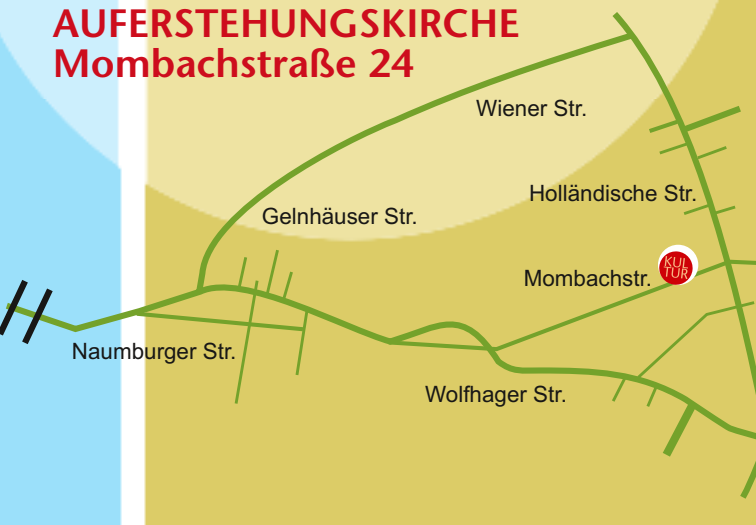 AUFERSTEHUNGSKIRCHE
Mombachstraße 24
Wiener Str.
Holländische Str.
Gelnhäuser Str.
KUL
TUR
Mombachstr.
Naumburger Str.
Wolfhager Str.